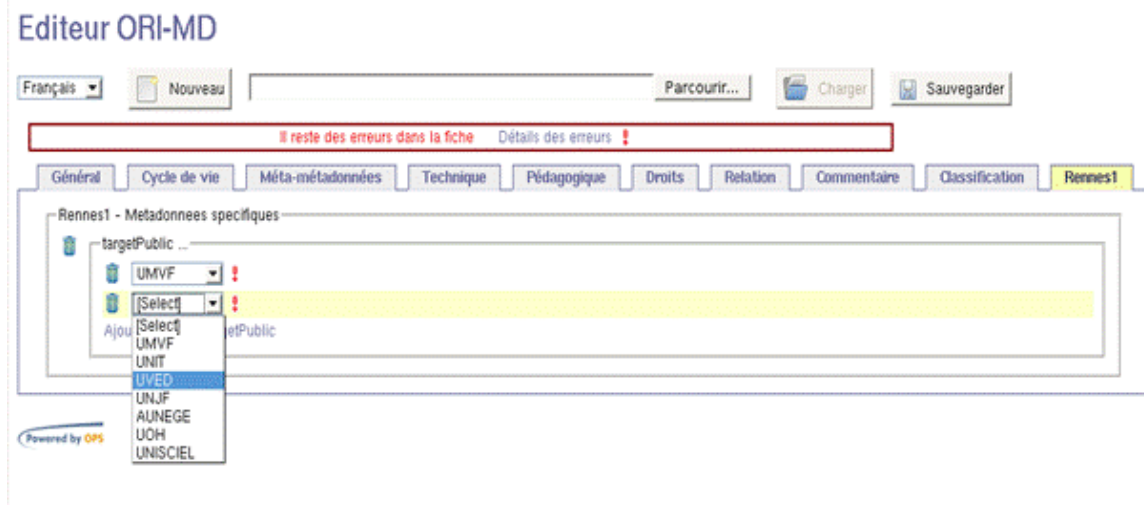 Editeur ORI-MD
Français Nouveau Parcourir... Charger Sauvegarder
Il reste des erreurs dans la fiche Détails des erreurs !
Général Cycle de vie Méta-métadonnées Technique Pédagogique Droits Relation Commentaire Classification Rennes1
Rennes1 - Metadonnees specifiques
targetPublic ...
UMVF !
[Select] !
[Select]
Ajou etPublic
UMVF
UNIT
UVED
UNJF
AUNEGE
UOH
UNISCIEL
Powered by OPS